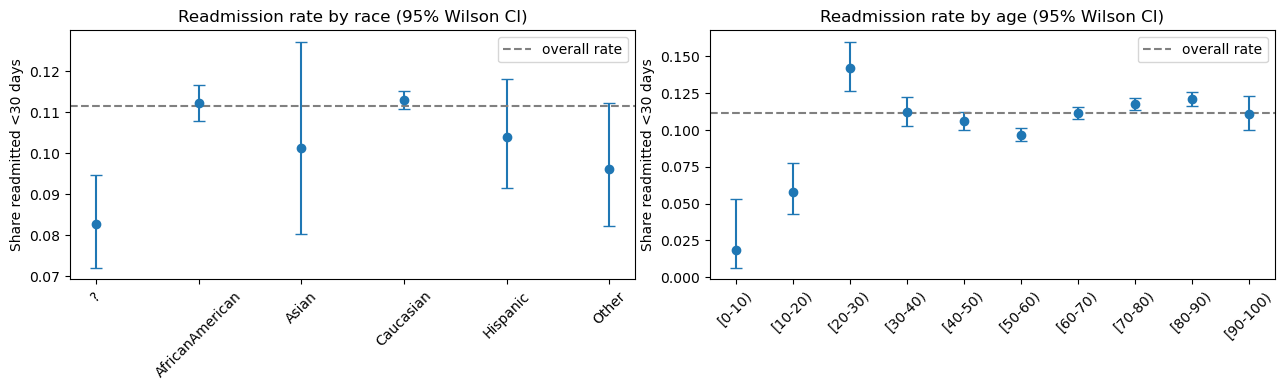 Readmission rate by race (95% Wilson CI)
Share readmitted <30 days
0.12
0.11
0.10
0.09
0.08
0.07
overall rate
?
AfricanAmerican
Asian
Caucasian
Hispanic
Other
Readmission rate by age (95% Wilson CI)
Share readmitted <30 days
0.150
0.125
0.100
0.075
0.050
0.025
0.000
overall rate
[0-10)
[10-20)
[20-30)
[30-40)
[40-50)
[50-60)
[60-70)
[70-80)
[80-90)
[90-100)